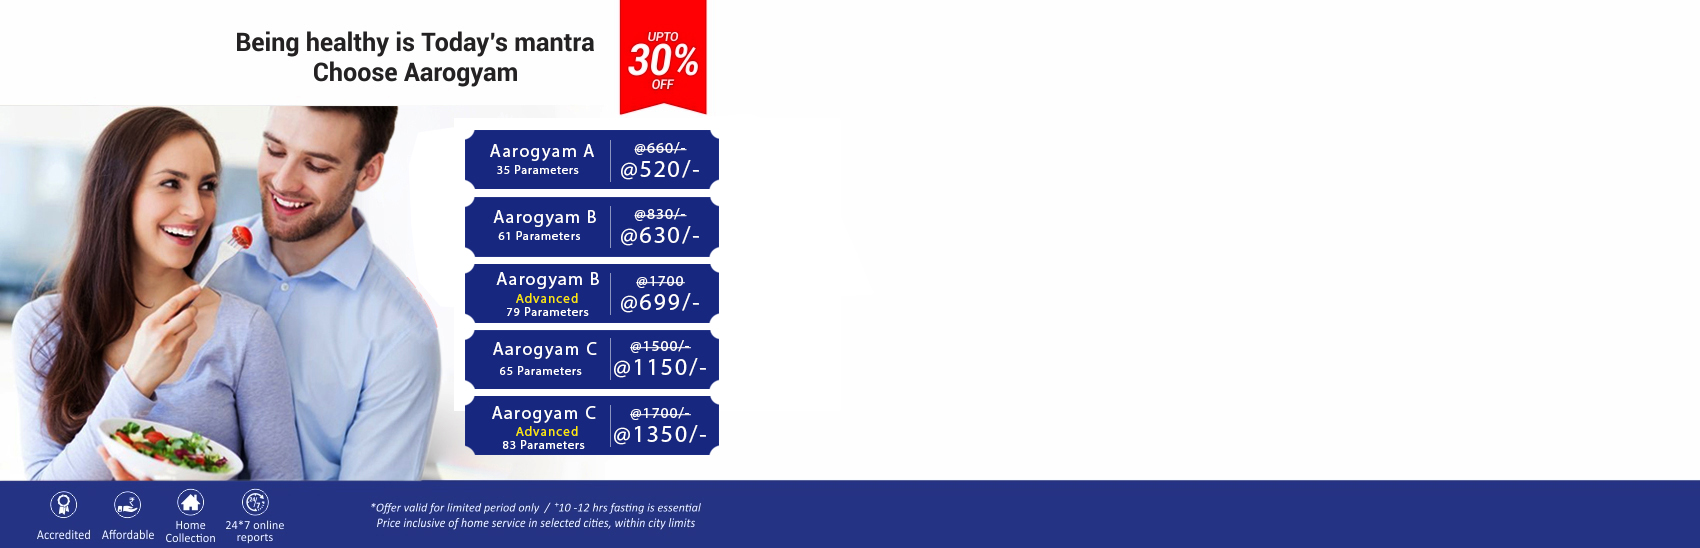 Being healthy is Today's mantra
Choose Aarogyam
UPTO
30%
OFF
Aarogyam A
35 Parameters
@660/-
@520/-
Aarogyam B
61 Parameters
@830/-
@630/-
Aarogyam B
Advanced
79 Parameters
@1700
@699/-
Aarogyam C
65 Parameters
@1500/-
@1150/-
Aarogyam C
Advanced
83 Parameters
@1700/-
@1350/-
Accredited
Affordable
Home
Collection
24*7 online
reports
*Offer valid for limited period only / +10 -12 hrs fasting is essential
Price inclusive of home service in selected cities, within city limits